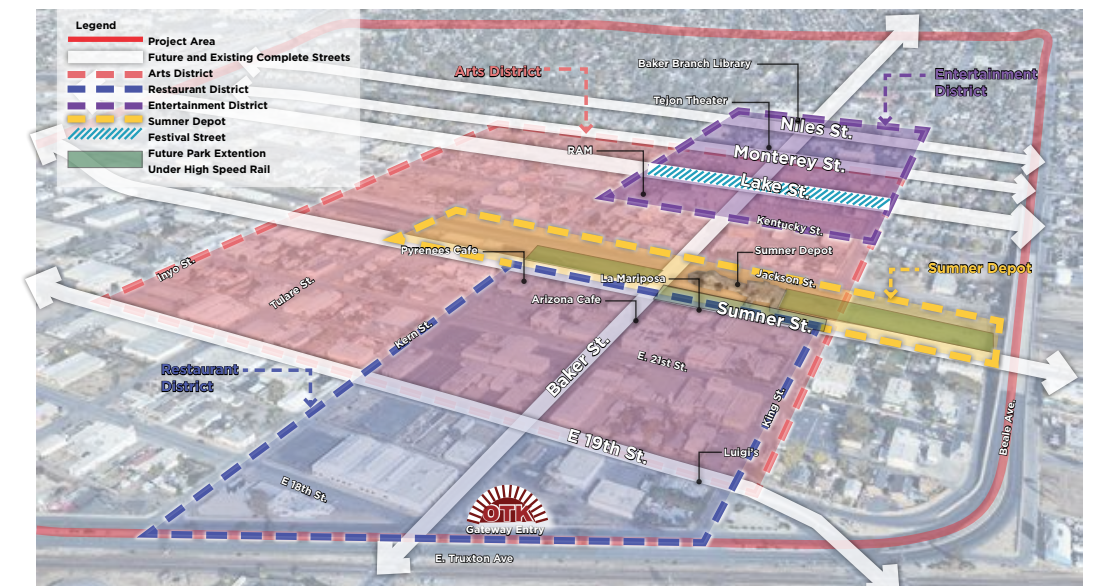 Legend
Project Area
Future and Existing Complete Streets
Arts District
Restaurant District
Entertainment District
Sumner Depot
Festival Street
Future Park Extention
Under High Speed Rail
Arts District
Baker Branch Library
Entertainment
District
Tejon Theater
Niles St.
RAM
Monterey St.
Lake St.
Kentucky St.
Pyrenees Cafe
Sumner Depot
Inyo St.
La Mariposa
Jackson St.
Sumner Depot
Tulare St.
Arizona Cafe
Sumner St.
Kern St.
Baker St.
E. 21st St.
Restaurant
District
King St.
Beale Ave.
E 19th St.
Luigi's
E 18th St.
OTK
Gateway Entry
E. Truxton Ave